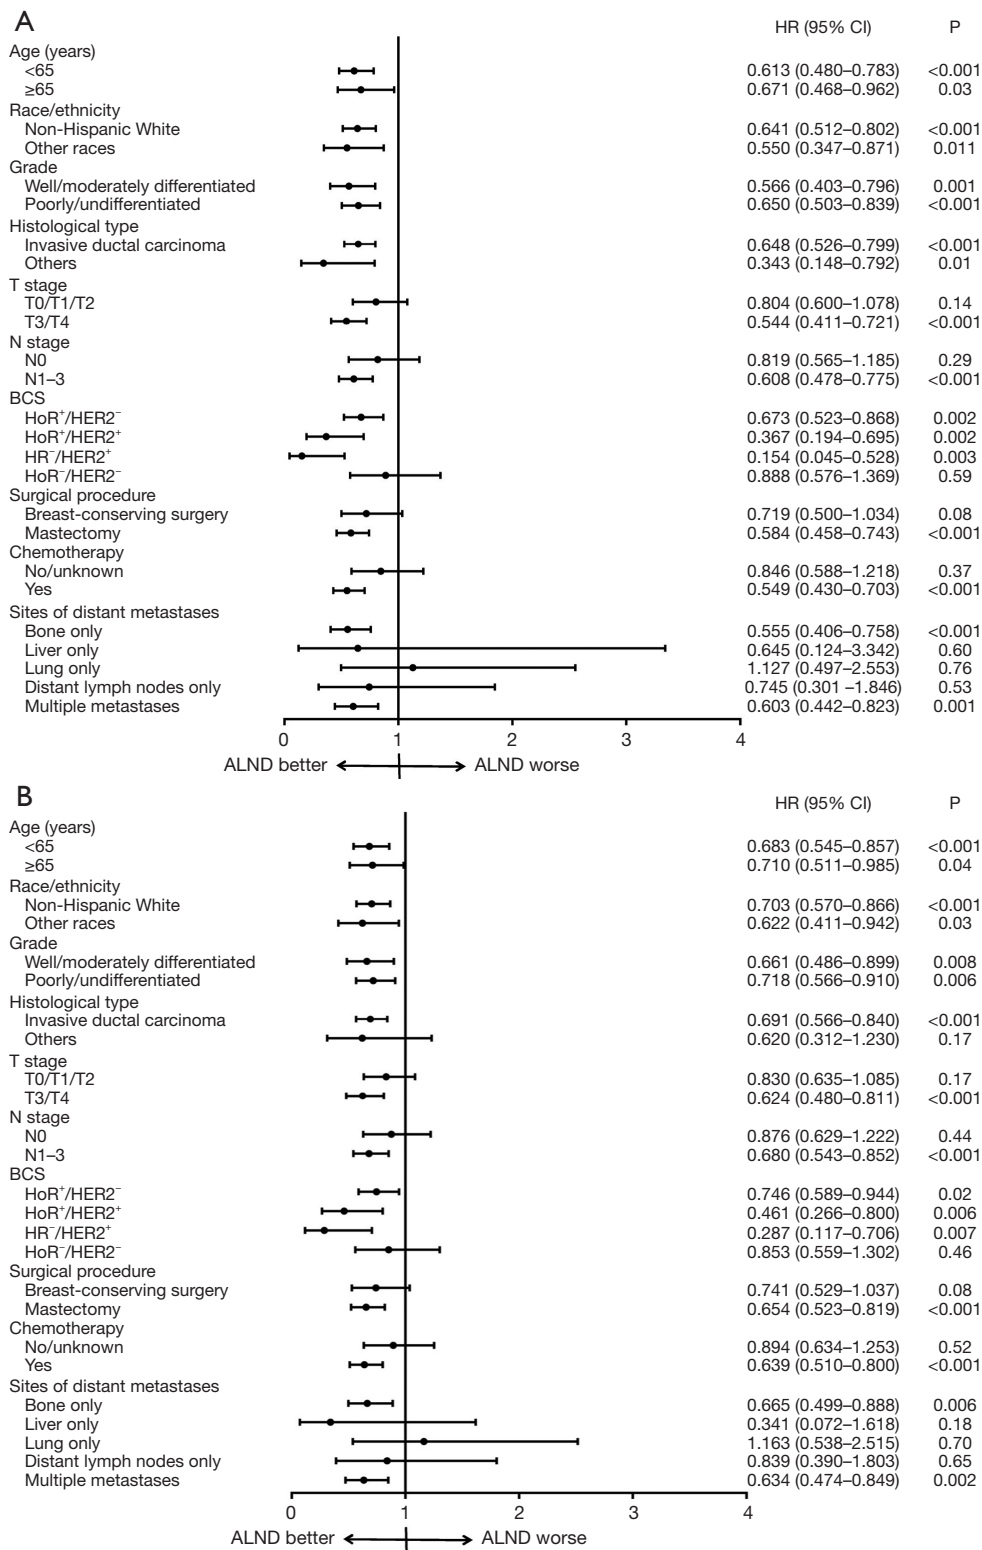 A
HR (95% CI) P
Age (years)
<65 0.613 (0.480–0.783) <0.001
≥65 0.671 (0.468–0.962) 0.03
Race/ethnicity
Non-Hispanic White 0.641 (0.512–0.802) <0.001
Other races 0.550 (0.347–0.871) 0.011
Grade
Well/moderately differentiated 0.566 (0.403–0.796) 0.001
Poorly/undifferentiated 0.650 (0.503–0.839) <0.001
Histological type
Invasive ductal carcinoma 0.648 (0.526–0.799) <0.001
Others 0.343 (0.148–0.792) 0.01
T stage
T0/T1/T2 0.804 (0.600–1.078) 0.14
T3/T4 0.544 (0.411–0.721) <0.001
N stage
N0 0.819 (0.565–1.185) 0.29
N1–3 0.608 (0.478–0.775) <0.001
BCS
HoR⁺/HER2⁻ 0.673 (0.523–0.868) 0.002
HoR⁺/HER2⁺ 0.367 (0.194–0.695) 0.002
HR⁻/HER2⁺ 0.154 (0.045–0.528) 0.003
HoR⁻/HER2⁻ 0.888 (0.576–1.369) 0.59
Surgical procedure
Breast-conserving surgery 0.719 (0.500–1.034) 0.08
Mastectomy 0.584 (0.458–0.743) <0.001
Chemotherapy
No/unknown 0.846 (0.588–1.218) 0.37
Yes 0.549 (0.430–0.703) <0.001
Sites of distant metastases
Bone only 0.555 (0.406–0.758) <0.001
Liver only 0.645 (0.124–3.342) 0.60
Lung only 1.127 (0.497–2.553) 0.76
Distant lymph nodes only 0.745 (0.301 –1.846) 0.53
Multiple metastases 0.603 (0.442–0.823) 0.001
0 1 2 3 4
ALND better ALND worse
B
HR (95% CI) P
Age (years)
<65 0.683 (0.545–0.857) <0.001
≥65 0.710 (0.511–0.985) 0.04
Race/ethnicity
Non-Hispanic White 0.703 (0.570–0.866) <0.001
Other races 0.622 (0.411–0.942) 0.03
Grade
Well/moderately differentiated 0.661 (0.486–0.899) 0.008
Poorly/undifferentiated 0.718 (0.566–0.910) 0.006
Histological type
Invasive ductal carcinoma 0.691 (0.566–0.840) <0.001
Others 0.620 (0.312–1.230) 0.17
T stage
T0/T1/T2 0.830 (0.635–1.085) 0.17
T3/T4 0.624 (0.480–0.811) <0.001
N stage
N0 0.876 (0.629–1.222) 0.44
N1–3 0.680 (0.543–0.852) <0.001
BCS
HoR⁺/HER2⁻ 0.746 (0.589–0.944) 0.02
HoR⁺/HER2⁺ 0.461 (0.266–0.800) 0.006
HR⁻/HER2⁺ 0.287 (0.117–0.706) 0.007
HoR⁻/HER2⁻ 0.853 (0.559–1.302) 0.46
Surgical procedure
Breast-conserving surgery 0.741 (0.529–1.037) 0.08
Mastectomy 0.654 (0.523–0.819) <0.001
Chemotherapy
No/unknown 0.894 (0.634–1.253) 0.52
Yes 0.639 (0.510–0.800) <0.001
Sites of distant metastases
Bone only 0.665 (0.499–0.888) 0.006
Liver only 0.341 (0.072–1.618) 0.18
Lung only 1.163 (0.538–2.515) 0.70
Distant lymph nodes only 0.839 (0.390–1.803) 0.65
Multiple metastases 0.634 (0.474–0.849) 0.002
0 1 2 3 4
ALND better ALND worse